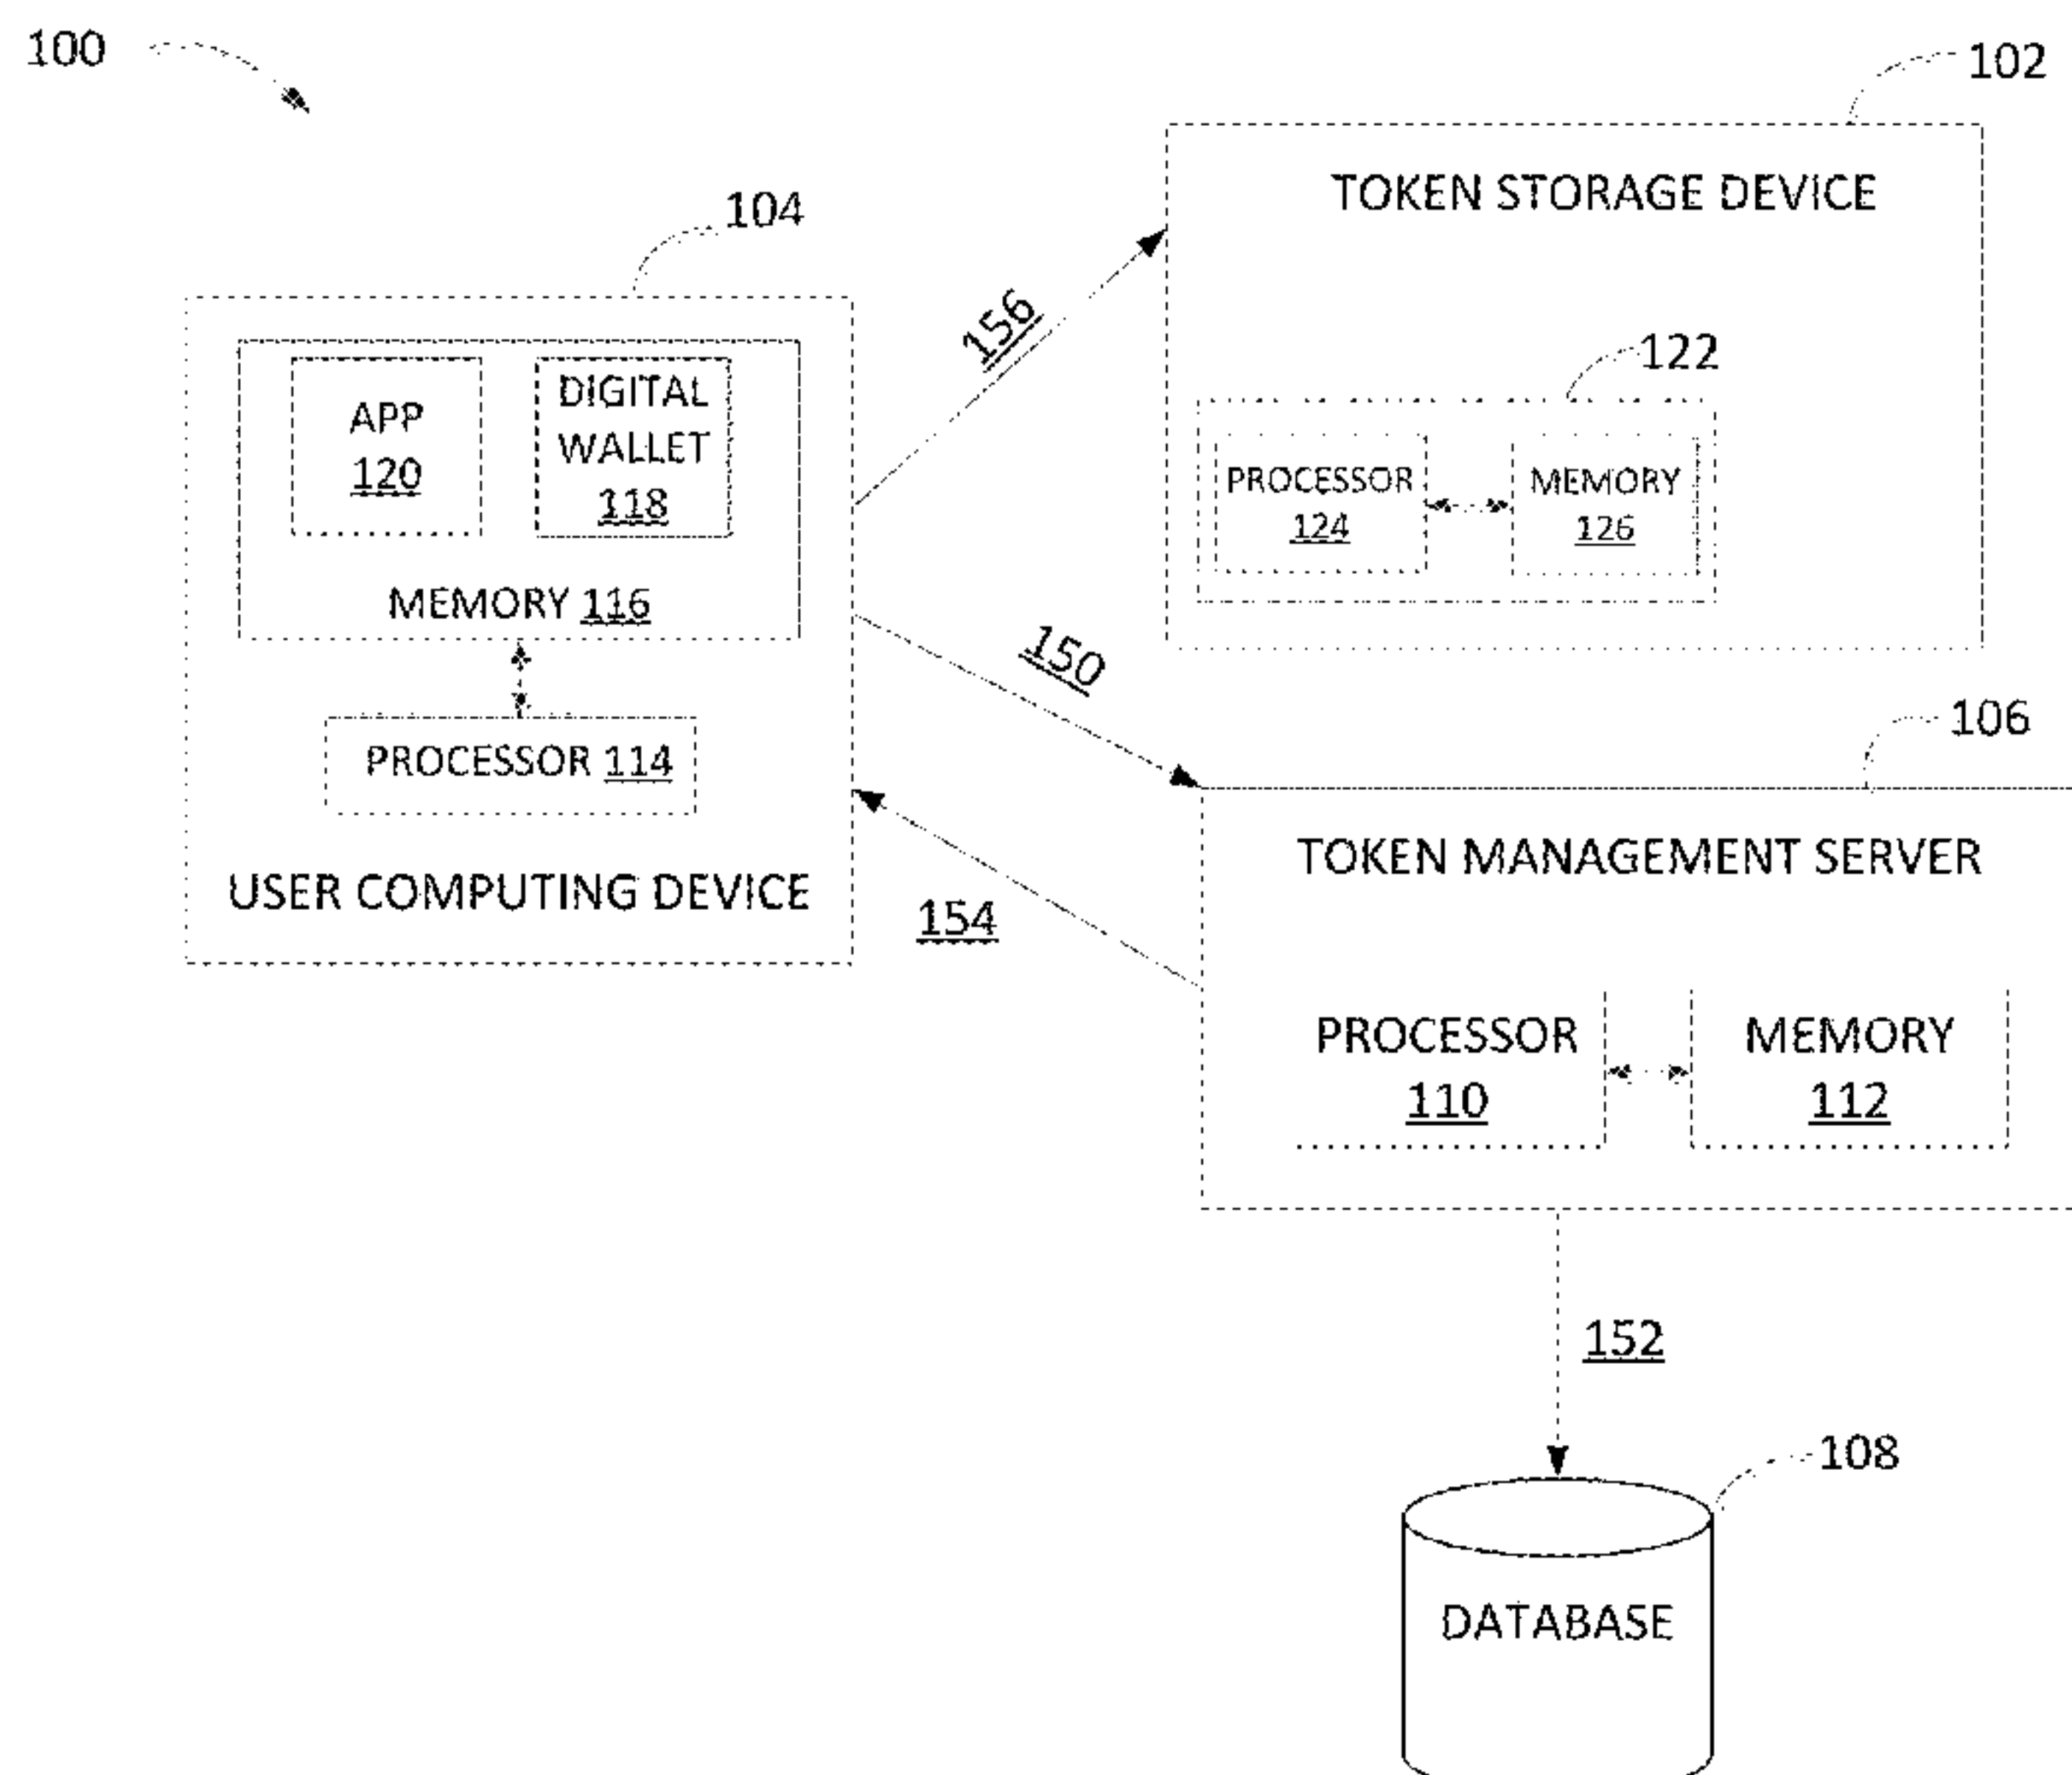 100
102
TOKEN STORAGE DEVICE
104
156
122
APP
120
DIGITAL
WALLET
118
PROCESSOR
124
MEMORY
126
MEMORY 116
150
106
PROCESSOR 114
TOKEN MANAGEMENT SERVER
USER COMPUTING DEVICE
154
PROCESSOR
110
MEMORY
112
152
108
DATABASE